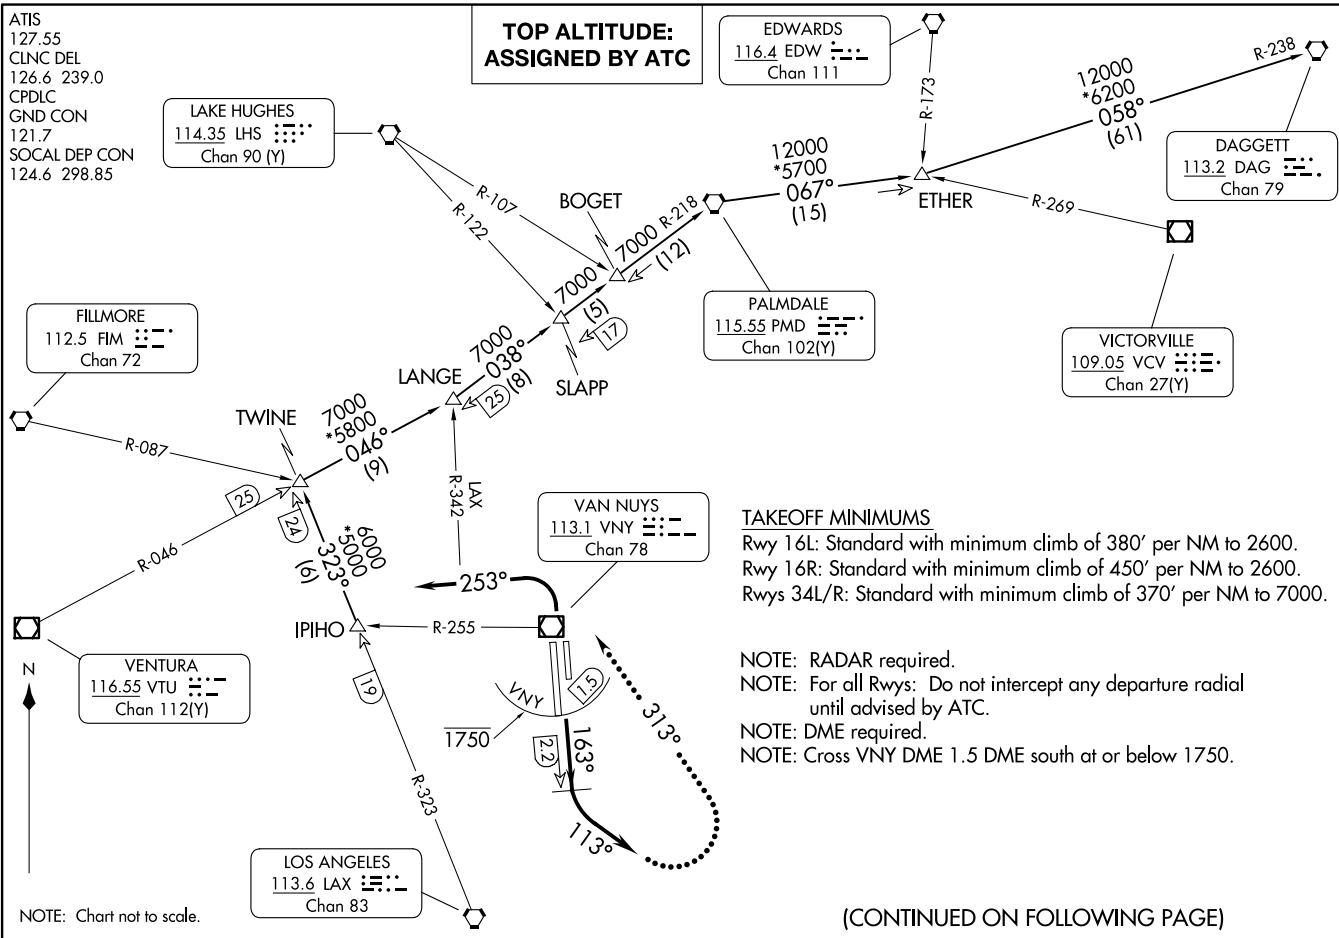 ATIS
127.55
CLNC DEL
126.6 239.0
CPDLC
GND CON
121.7
SOCAL DEP CON
124.6 298.85
TOP ALTITUDE:
ASSIGNED BY ATC
EDWARDS
116.4 EDW
Chan 111
R-173
R-238
12000
*6200
058°
(61)
DAGGETT
113.2 DAG
Chan 79
LAKE HUGHES
114.35 LHS
Chan 90 (Y)
R-107
R-122
BOGET
7000
R-218
(12)
12000
*5700
067°
(15)
ETHER
R-269
7000
(5)
17
SLAPP
PALMDALE
115.55 PMD
Chan 102(Y)
VICTORVILLE
109.05 VCV
Chan 27(Y)
FILLMORE
112.5 FIM
Chan 72
R-087
LANGE
7000
038°
(8)
25
TWINE
7000
*5800
046°
(9)
25
24
R-046
LAX
R-342
6000
*5000
323°
(6)
VAN NUYS
113.1 VNY
Chan 78
253°
IPIHO
R-255
19
VENTURA
116.55 VTU
Chan 112(Y)
N
VNY
1.5
1750
2.2
163°
313°
113°
R-323
LOS ANGELES
113.6 LAX
Chan 83
TAKEOFF MINIMUMS
Rwy 16L: Standard with minimum climb of 380' per NM to 2600.
Rwy 16R: Standard with minimum climb of 450' per NM to 2600.
Rwys 34L/R: Standard with minimum climb of 370' per NM to 7000.
NOTE: RADAR required.
NOTE: For all Rwys: Do not intercept any departure radial
until advised by ATC.
NOTE: DME required.
NOTE: Cross VNY DME 1.5 DME south at or below 1750.
NOTE: Chart not to scale.
(CONTINUED ON FOLLOWING PAGE)